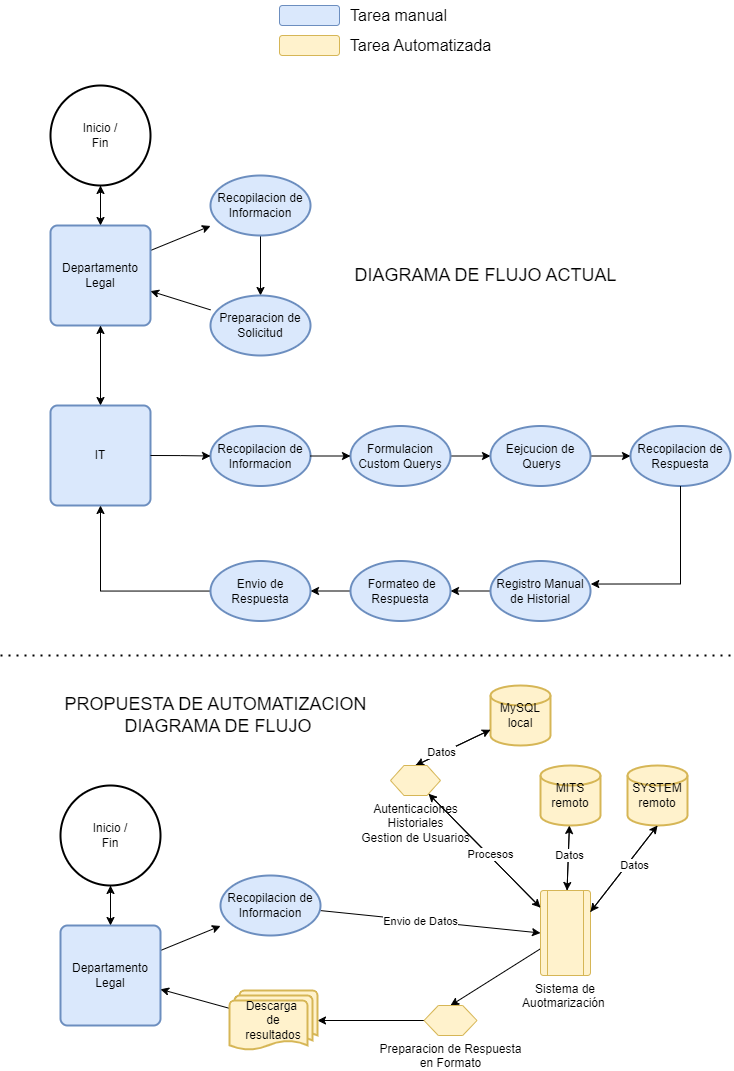 Tarea manual
Tarea Automatizada
Inicio /
Fin
Recopilacion de
Informacion
Departamento
Legal
DIAGRAMA DE FLUJO ACTUAL
Preparacion de
Solicitud
IT
Recopilacion de
Informacion
Formulacion
Custom Querys
Eejcucion de
Querys
Recopilacion de
Respuesta
Envio de
Respuesta
Formateo de
Respuesta
Registro Manual
de Historial
PROPUESTA DE AUTOMATIZACION
DIAGRAMA DE FLUJO
MySQL
local
Datos
MITS
remoto
SYSTEM
remoto
Autenticaciones
Historiales
Gestion de Usuarios
Inicio /
Fin
Procesos
Datos
Datos
Recopilacion de
Informacion
Envio de Datos
Departamento
Legal
Sistema de
Auotmarización
Descarga
de
resultados
Preparacion de Respuesta
en Formato